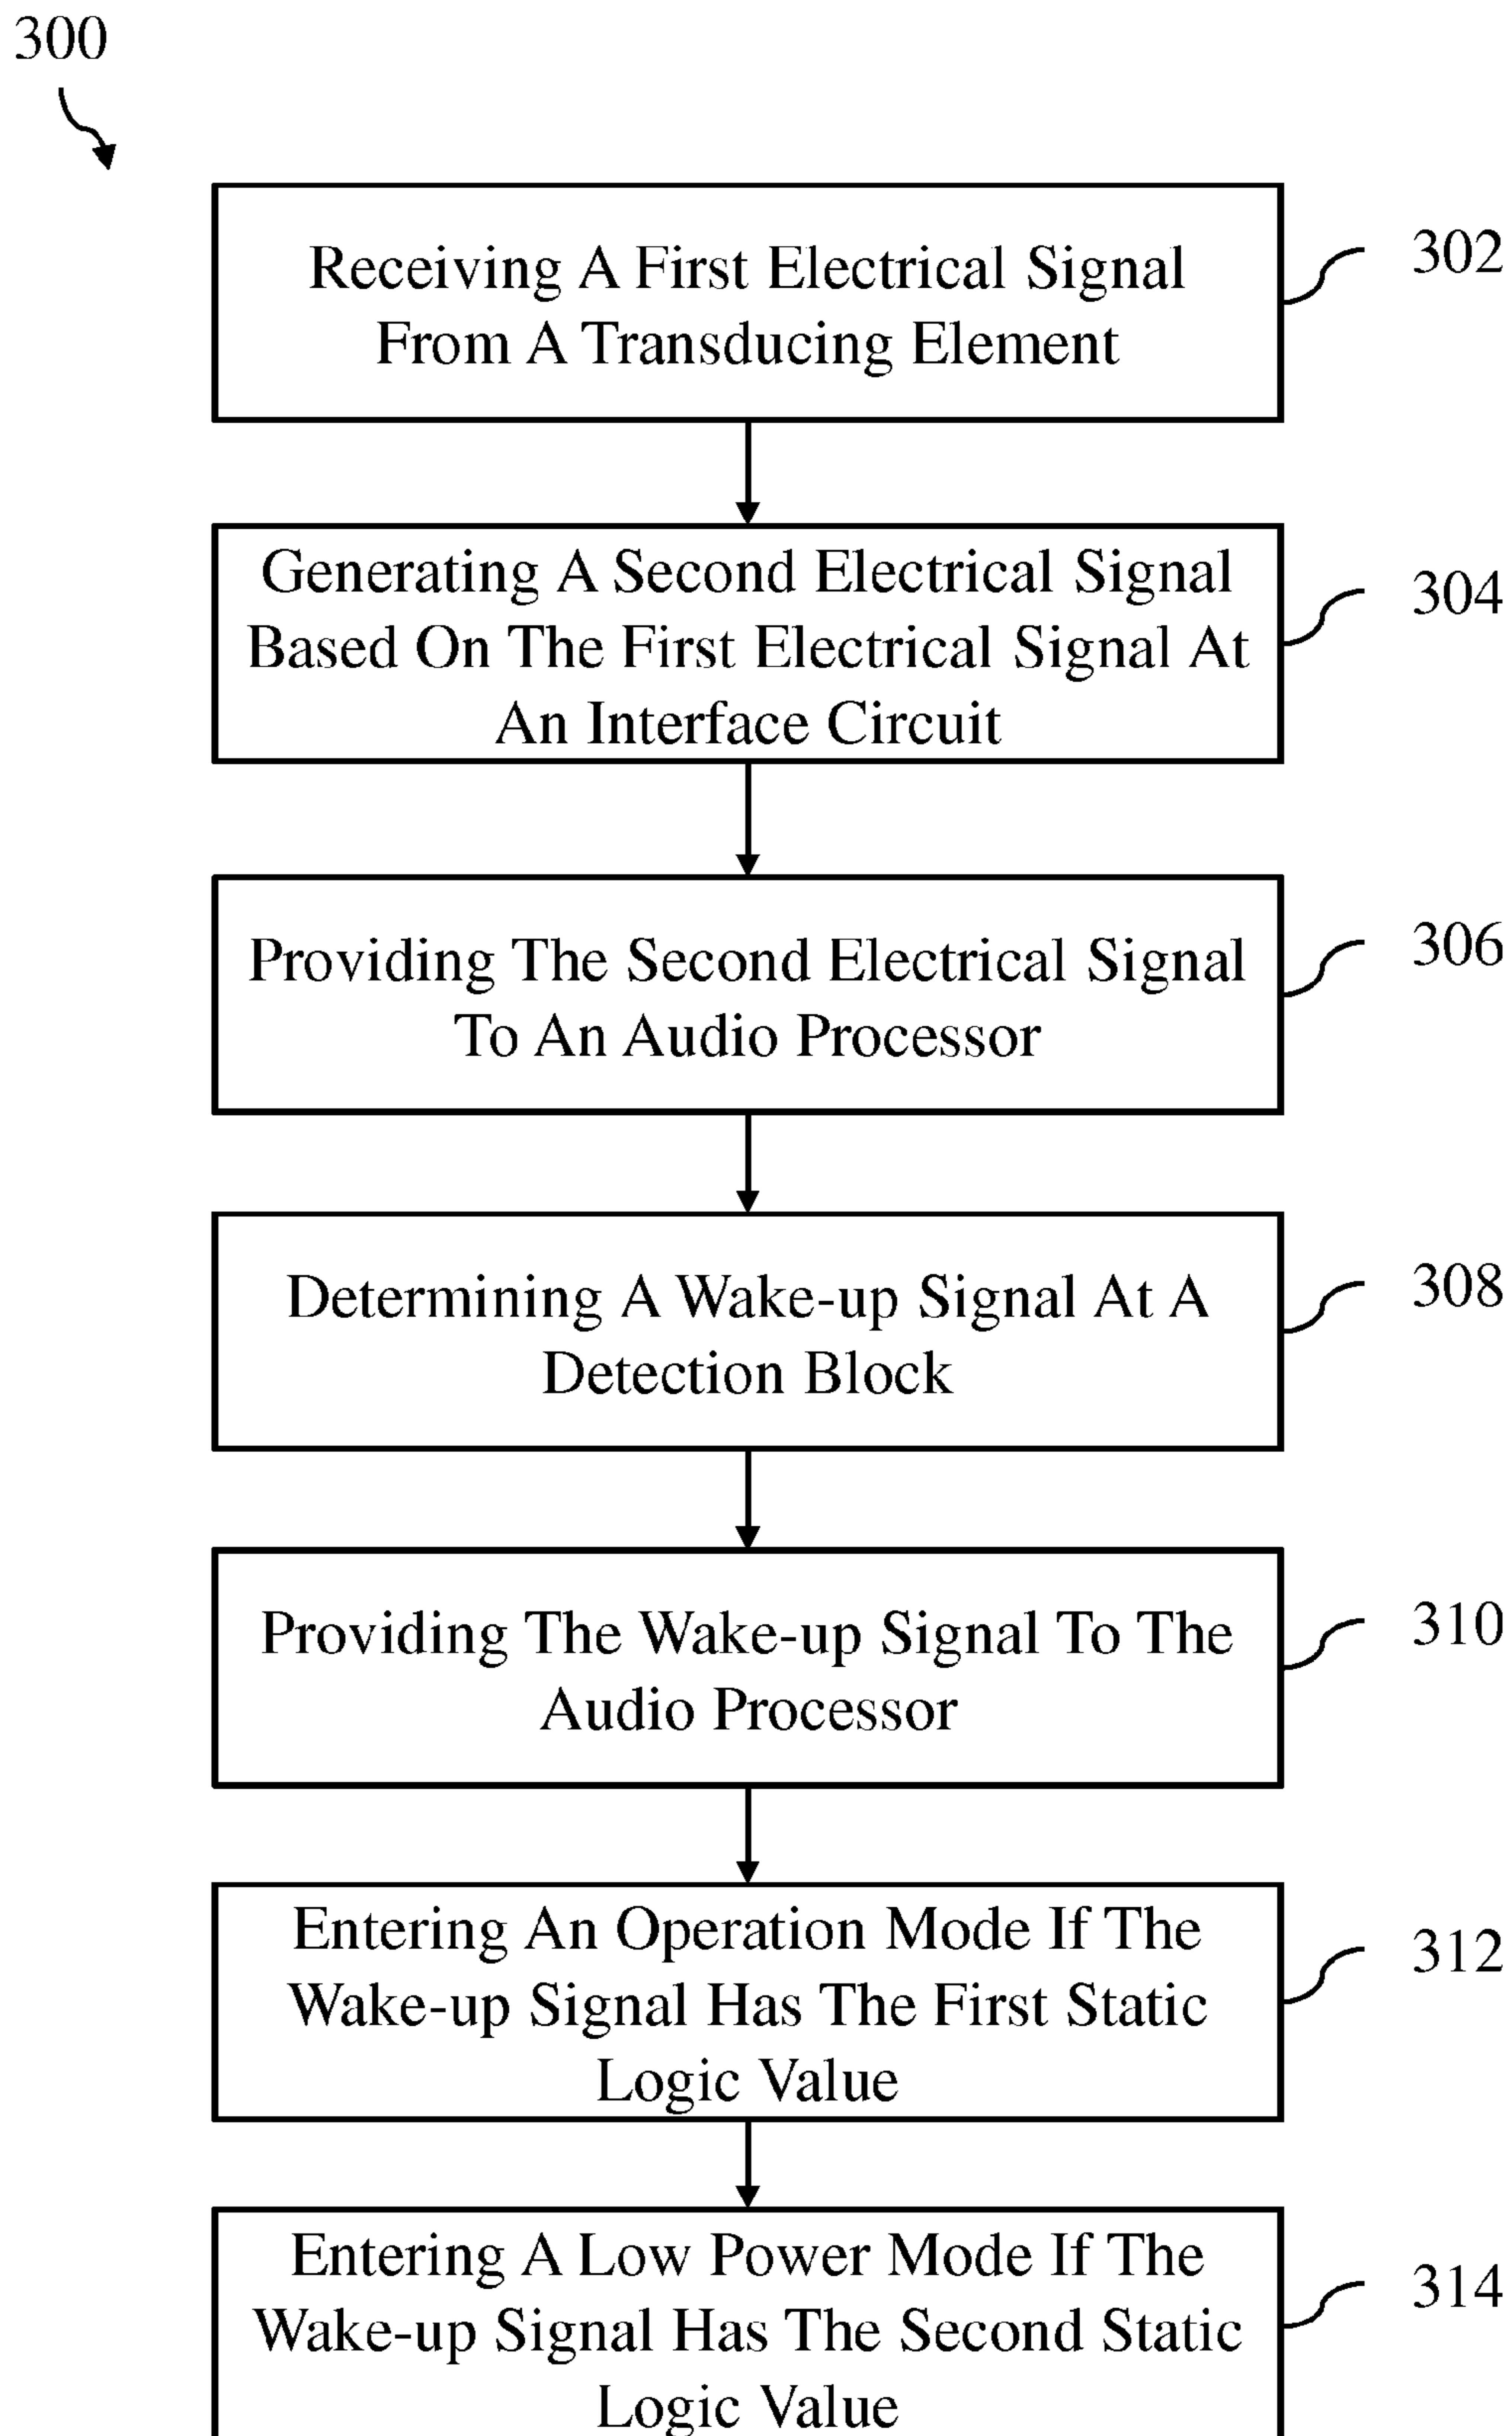 300
Receiving A First Electrical Signal
From A Transducing Element
302
Generating A Second Electrical Signal
Based On The First Electrical Signal At
An Interface Circuit
304
Providing The Second Electrical Signal
To An Audio Processor
306
Determining A Wake-up Signal At A
Detection Block
308
Providing The Wake-up Signal To The
Audio Processor
310
Entering An Operation Mode If The
Wake-up Signal Has The First Static
Logic Value
312
Entering A Low Power Mode If The
Wake-up Signal Has The Second Static
Logic Value
314